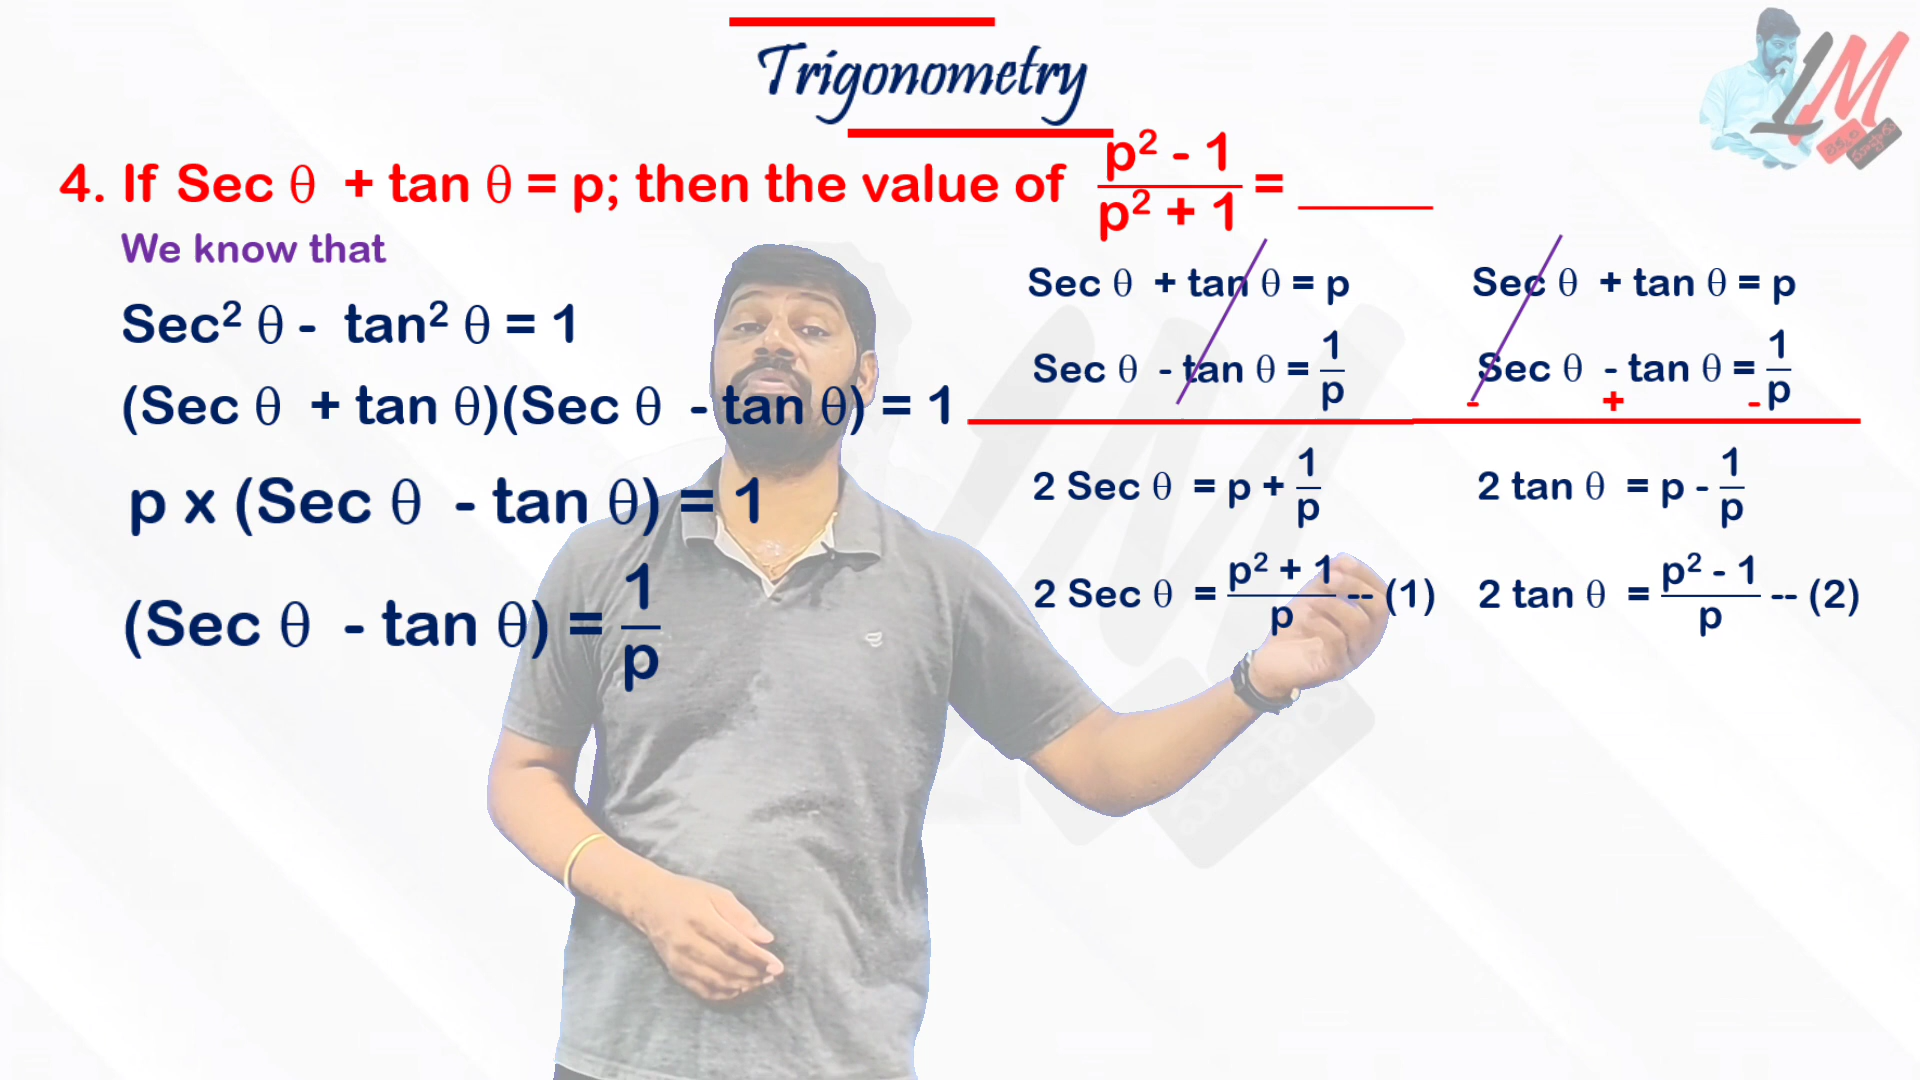 Trigonometry
LM
4. If Sec θ + tan θ = p; then the value of (p² - 1)/(p² + 1) = ______
We know that
Sec² θ - tan² θ = 1
(Sec θ + tan θ)(Sec θ - tan θ) = 1
p x (Sec θ - tan θ) = 1
(Sec θ - tan θ) = 1/p
Sec θ + tan θ = p
Sec θ - tan θ = 1/p
2 Sec θ = p + 1/p
2 Sec θ = (p² + 1)/p -- (1)
Sec θ + tan θ = p
Sec θ - tan θ = 1/p
- + -
2 tan θ = p - 1/p
2 tan θ = (p² - 1)/p -- (2)